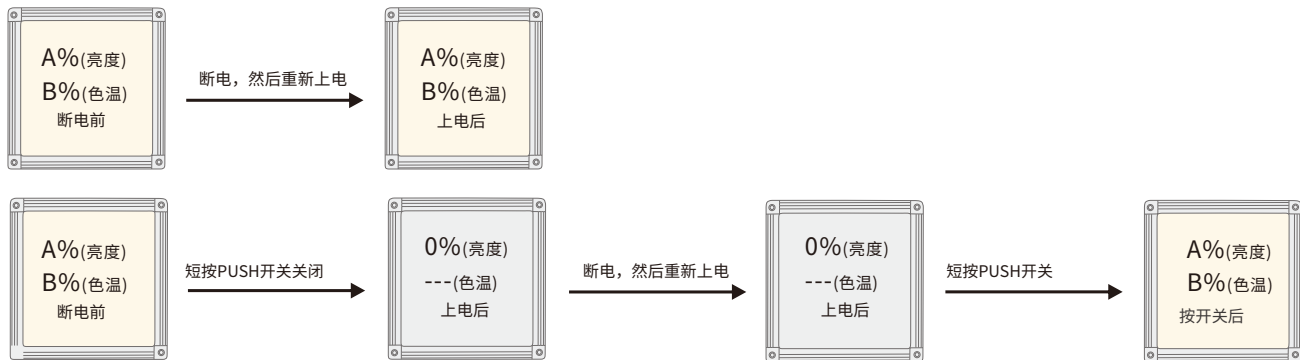 A%(亮度)
B%(色温)
断电前
断电，然后重新上电
A%(亮度)
B%(色温)
上电后
A%(亮度)
B%(色温)
断电前
短按PUSH开关关闭
0%(亮度)
---(色温)
上电后
断电，然后重新上电
0%(亮度)
---(色温)
上电后
短按PUSH开关
A%(亮度)
B%(色温)
按开关后